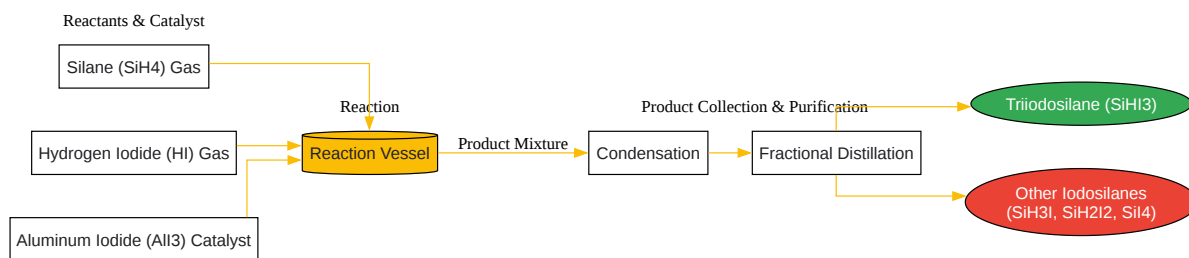 Reactants & Catalyst
Silane (SiH4) Gas
Hydrogen Iodide (HI) Gas
Aluminum Iodide (AlI3) Catalyst
Reaction
Reaction Vessel
Product Mixture
Product Collection & Purification
Condensation
Fractional Distillation
Triiodosilane (SiHI3)
Other Iodosilanes
(SiH3I, SiH2I2, SiI4)